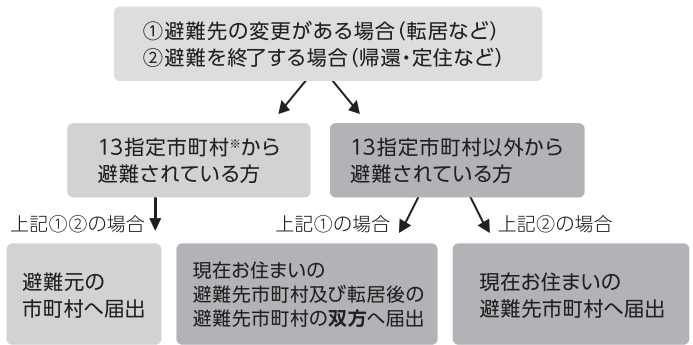 ①避難先の変更がある場合(転居など)
②避難を終了する場合(帰還・定住など)
13指定市町村※から
避難されている方
13指定市町村以外から
避難されている方
上記①②の場合
上記①の場合
上記②の場合
避難元の
市町村へ届出
現在お住まいの
避難先市町村及び転居後の
避難先市町村の双方へ届出
現在お住まいの
避難先市町村へ届出